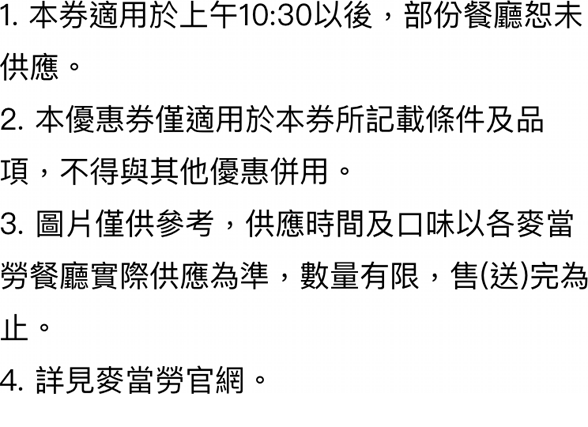 1. 本券適用於上午10:30以後，部份餐廳恕未
供應。
2. 本優惠券僅適用於本券所記載條件及品
項，不得與其他優惠併用。
3. 圖片僅供參考，供應時間及口味以各麥當
勞餐廳實際供應為準，數量有限，售(送)完為
止。
4. 詳見麥當勞官網。